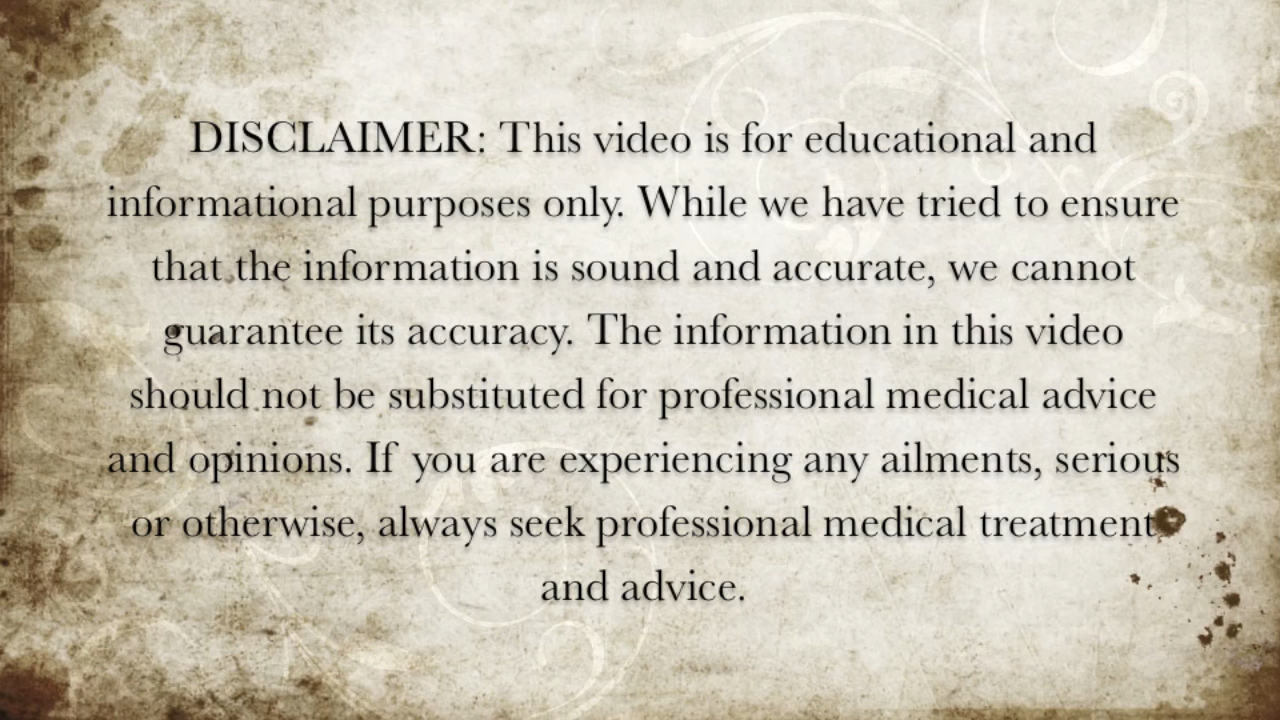 DISCLAIMER: This video is for educational and
informational purposes only. While we have tried to ensure
that the information is sound and accurate, we cannot
guarantee its accuracy. The information in this video
should not be substituted for professional medical advice
and opinions. If you are experiencing any ailments, serious
or otherwise, always seek professional medical treatment
and advice.